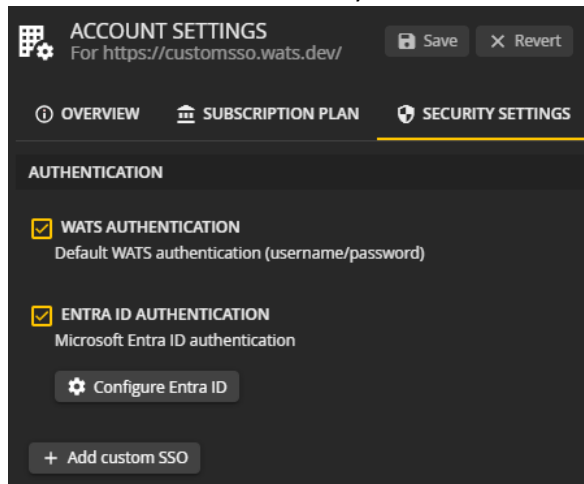 ACCOUNT SETTINGS
For https://customsso.wats.dev/
Save
Revert
OVERVIEW
SUBSCRIPTION PLAN
SECURITY SETTINGS
AUTHENTICATION
WATS AUTHENTICATION
Default WATS authentication (username/password)
ENTRA ID AUTHENTICATION
Microsoft Entra ID authentication
Configure Entra ID
+ Add custom SSO